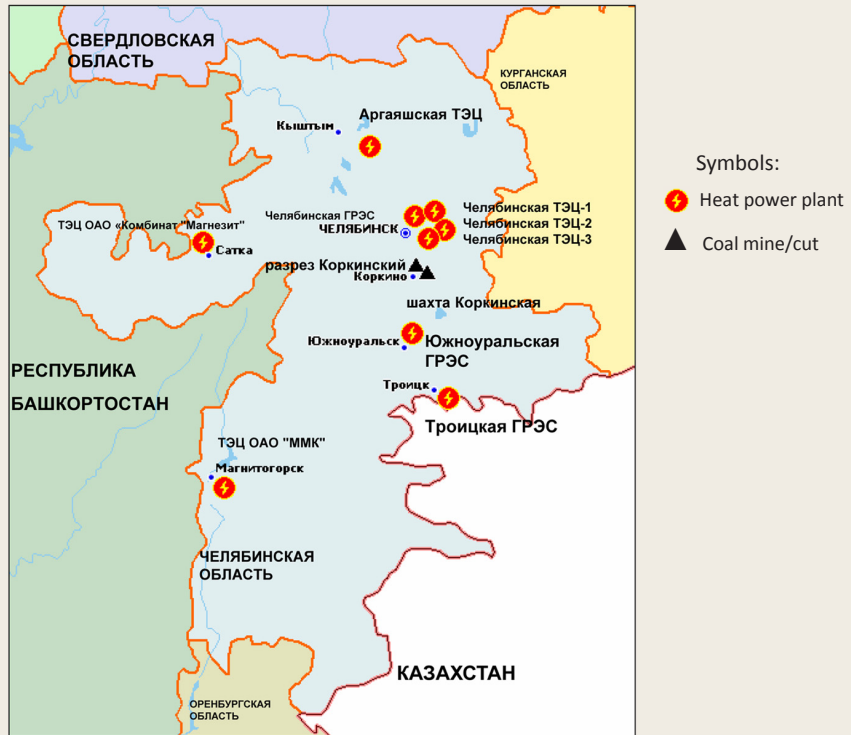 СВЕРДЛОВСКАЯ
ОБЛАСТЬ
КУРГАНСКАЯ
ОБЛАСТЬ
Аргаяшская ТЭЦ
Кыштым
Symbols:
Heat power plant
Coal mine/cut
Челябинская ГРЭС
ЧЕЛЯБИНСК
Челябинская ТЭЦ-1
Челябинская ТЭЦ-2
Челябинская ТЭЦ-3
ТЭЦ ОАО «Комбинат "Магнезит"
Сатка
разрез Коркинский
Коркино
шахта Коркинская
Южноуральск
Южноуральская
ГРЭС
РЕСПУБЛИКА
БАШКОРТОСТАН
Троицк
Троицкая ГРЭС
ТЭЦ ОАО "ММК"
Магнитогорск
ЧЕЛЯБИНСКАЯ
ОБЛАСТЬ
КАЗАХСТАН
ОРЕНБУРГСКАЯ
ОБЛАСТЬ